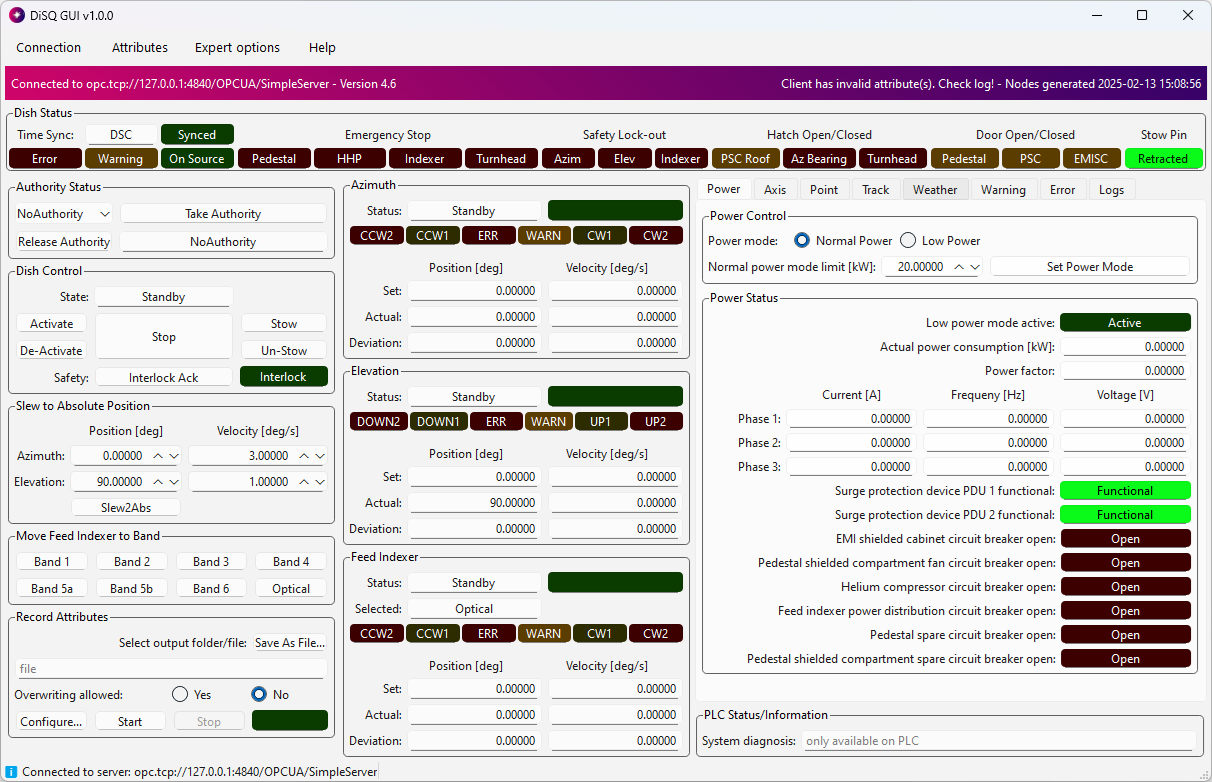 DiSQ GUI v1.0.0
Connection Attributes Expert options Help
Connected to opc.tcp://127.0.0.1:4840/OPCUA/SimpleServer - Version 4.6
Client has invalid attribute(s). Check log! - Nodes generated 2025-02-13 15:08:56
Dish Status
Time Sync: DSC Synced Emergency Stop Safety Lock-out Hatch Open/Closed Door Open/Closed Stow Pin
Error Warning On Source Pedestal HHP Indexer Turnhead Azim Elev Indexer PSC Roof Az Bearing Turnhead Pedestal PSC EMISC Retracted
Authority Status
NoAuthority Take Authority
Release Authority NoAuthority
Dish Control
State: Standby
Activate Stop Stow
De-Activate Un-Stow
Safety: Interlock Ack Interlock
Slew to Absolute Position
Position [deg] Velocity [deg/s]
Azimuth: 0.00000 3.00000
Elevation: 90.00000 1.00000
Slew2Abs
Move Feed Indexer to Band
Band 1 Band 2 Band 3 Band 4
Band 5a Band 5b Band 6 Optical
Record Attributes
Select output folder/file: Save As File...
file
Overwriting allowed: Yes No
Configure... Start Stop
Azimuth
Status: Standby
CCW2 CCW1 ERR WARN CW1 CW2
Position [deg] Velocity [deg/s]
Set: 0.00000 0.00000
Actual: 0.00000 0.00000
Deviation: 0.00000 0.00000
Elevation
Status: Standby
DOWN2 DOWN1 ERR WARN UP1 UP2
Position [deg] Velocity [deg/s]
Set: 0.00000 0.00000
Actual: 90.00000 0.00000
Deviation: 0.00000 0.00000
Feed Indexer
Status: Standby
Selected: Optical
CCW2 CCW1 ERR WARN CW1 CW2
Position [deg] Velocity [deg/s]
Set: 0.00000 0.00000
Actual: 0.00000 0.00000
Deviation: 0.00000 0.00000
Power Axis Point Track Weather Warning Error Logs
Power Control
Power mode: Normal Power Low Power
Normal power mode limit [kW]: 20.00000 Set Power Mode
Power Status
Low power mode active: Active
Actual power consumption [kW]: 0.00000
Power factor: 0.00000
Current [A] Frequeny [Hz] Voltage [V]
Phase 1: 0.00000 0.00000 0.00000
Phase 2: 0.00000 0.00000 0.00000
Phase 3: 0.00000 0.00000 0.00000
Surge protection device PDU 1 functional: Functional
Surge protection device PDU 2 functional: Functional
EMI shielded cabinet circuit breaker open: Open
Pedestal shielded compartment fan circuit breaker open: Open
Helium compressor circuit breaker open: Open
Feed indexer power distribution circuit breaker open: Open
Pedestal spare circuit breaker open: Open
Pedestal shielded compartment spare circuit breaker open: Open
PLC Status/Information
System diagnosis: only available on PLC
Connected to server: opc.tcp://127.0.0.1:4840/OPCUA/SimpleServer